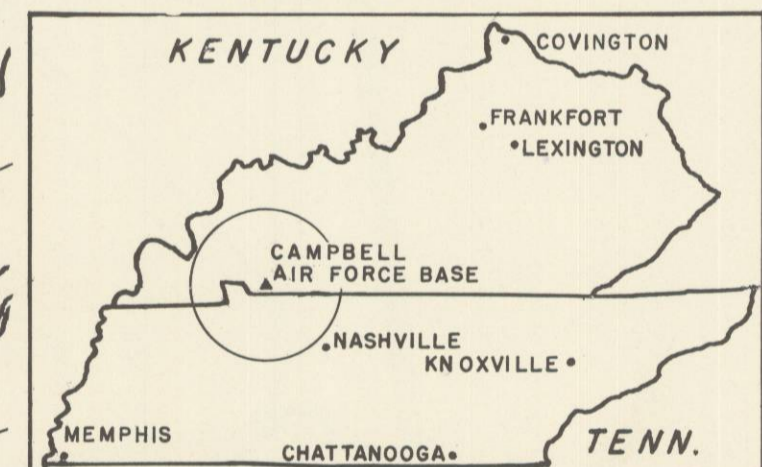 KENTUCKY
COVINGTON
FRANKFORT
LEXINGTON
CAMPBELL
AIR FORCE BASE
NASHVILLE
KNOXVILLE
MEMPHIS
CHATTANOOGA
TENN.